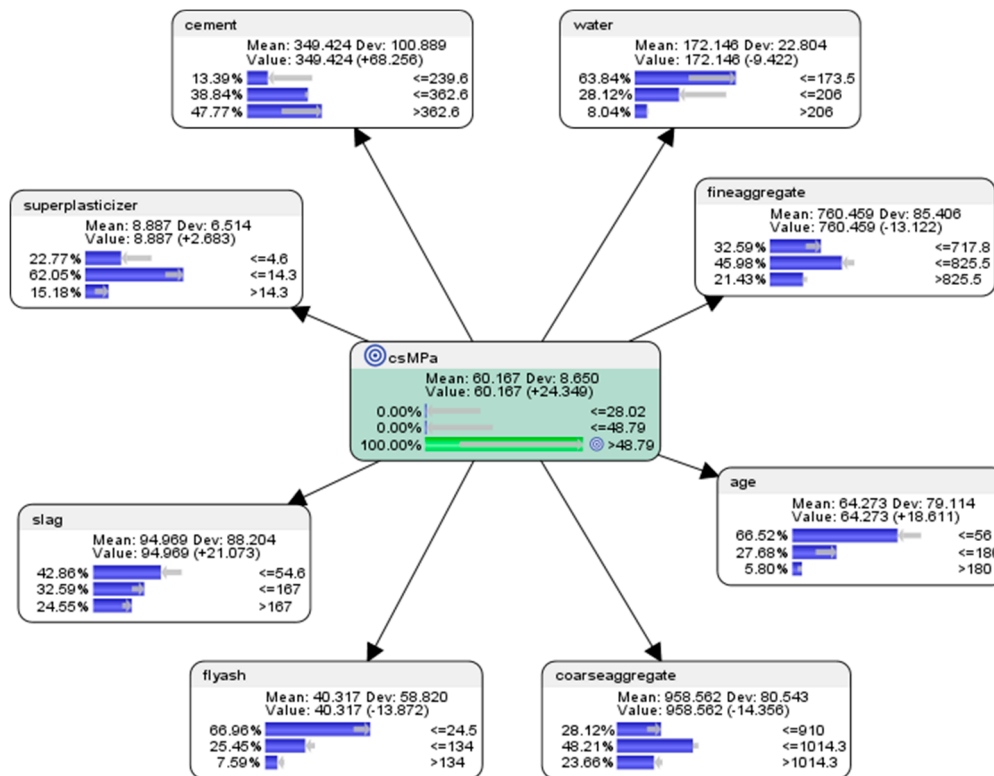 cement
Mean: 349.424 Dev: 100.889
Value: 349.424 (+68.256)
13.39% <=239.6
38.84% <=362.6
47.77% >362.6
water
Mean: 172.146 Dev: 22.804
Value: 172.146 (-9.422)
63.84% <=173.5
28.12% <=206
8.04% >206
superplasticizer
Mean: 8.887 Dev: 6.514
Value: 8.887 (+2.683)
22.77% <=4.6
62.05% <=14.3
15.18% >14.3
fineaggregate
Mean: 760.459 Dev: 85.406
Value: 760.459 (-13.122)
32.59% <=717.8
45.98% <=825.5
21.43% >825.5
csMPa
Mean: 60.167 Dev: 8.650
Value: 60.167 (+24.349)
0.00% <=28.02
0.00% <=48.79
100.00% >48.79
slag
Mean: 94.969 Dev: 88.204
Value: 94.969 (+21.073)
42.86% <=54.6
32.59% <=167
24.55% >167
age
Mean: 64.273 Dev: 79.114
Value: 64.273 (+18.611)
66.52% <=56
27.68%
5.80% >180
flyash
Mean: 40.317 Dev: 58.820
Value: 40.317 (-13.872)
66.96% <=24.5
25.45% <=134
7.59% >134
coarseaggregate
Mean: 958.562 Dev: 80.543
Value: 958.562 (-14.356)
28.12% <=910
48.21% <=1014.3
23.66% >1014.3